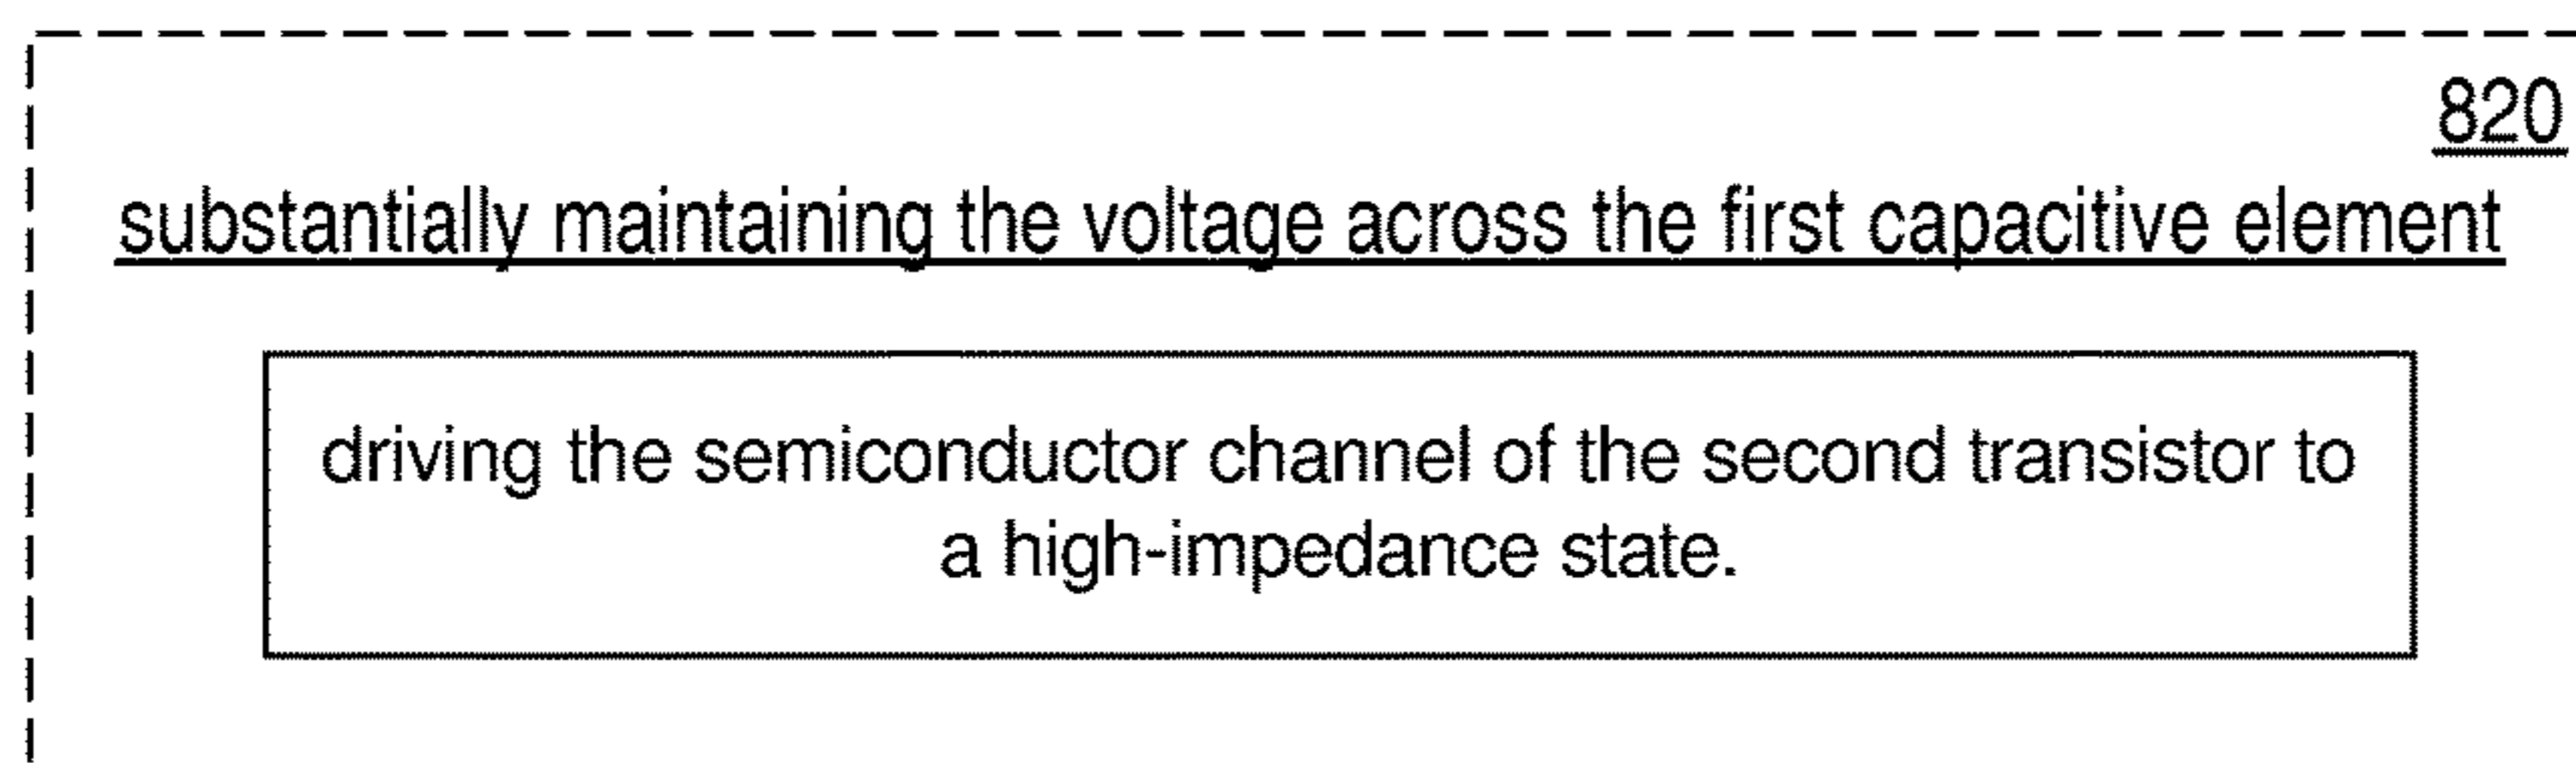 820
substantially maintaining the voltage across the first capacitive element
driving the semiconductor channel of the second transistor to
a high-impedance state.